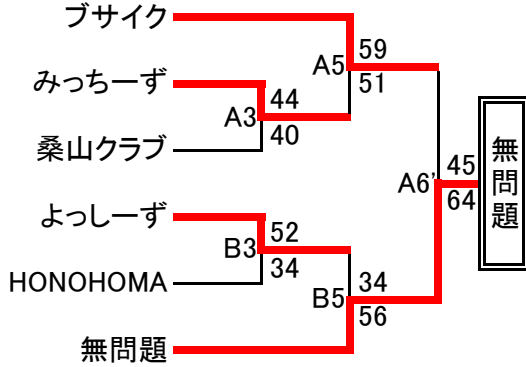 ブサイク
みっちーず
桑山クラブ
よっしーず
HONOHOMA
無問題
A3
44
40
B3
52
34
A5
59
51
B5
34
56
A6'
45
64
無問題